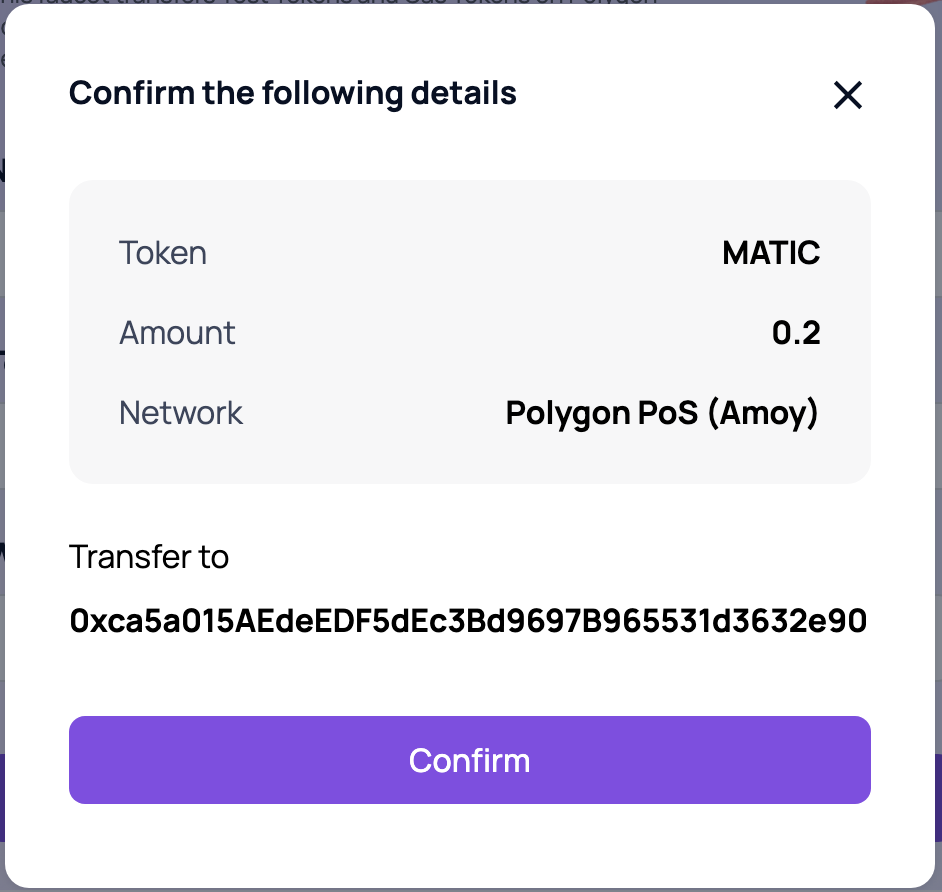 Confirm the following details
Token MATIC
Amount 0.2
Network Polygon PoS (Amoy)
Transfer to
0xca5a015AEdeEDF5dEc3Bd9697B965531d3632e90
Confirm